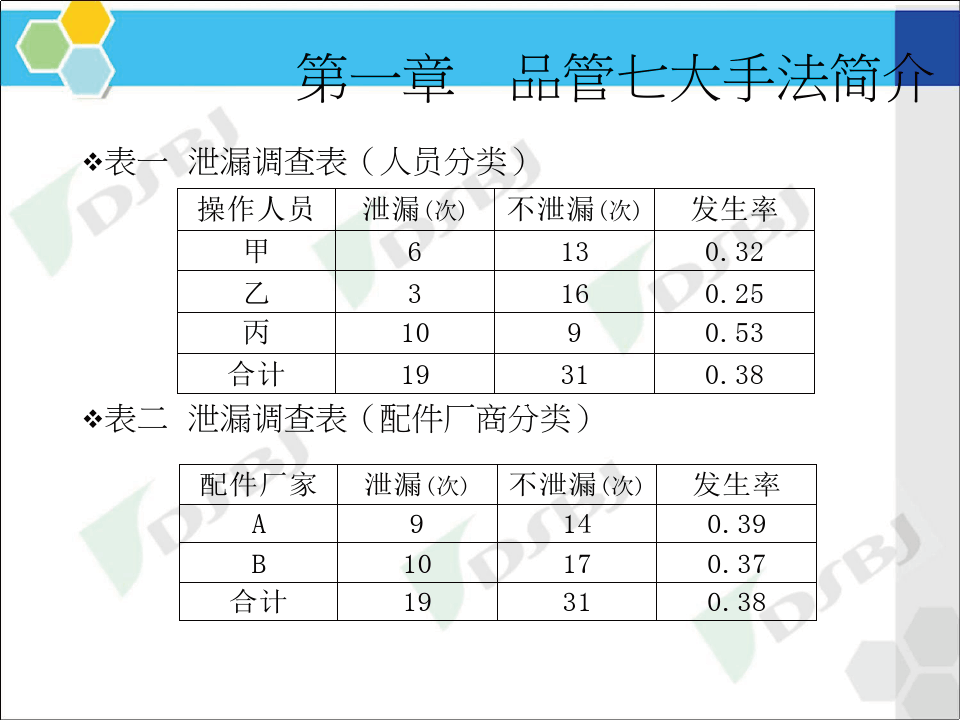 第一章 品管七大手法简介
❖表一 泄漏调查表（人员分类）
操作人员 泄漏(次) 不泄漏(次) 发生率
甲 6 13 0.32
乙 3 16 0.25
丙 10 9 0.53
合计 19 31 0.38
❖表二 泄漏调查表（配件厂商分类）
配件厂家 泄漏(次) 不泄漏(次) 发生率
A 9 14 0.39
B 10 17 0.37
合计 19 31 0.38
DSBJ
DSBJ
DSBJ
DSBJ
DSBJ
DSBJ